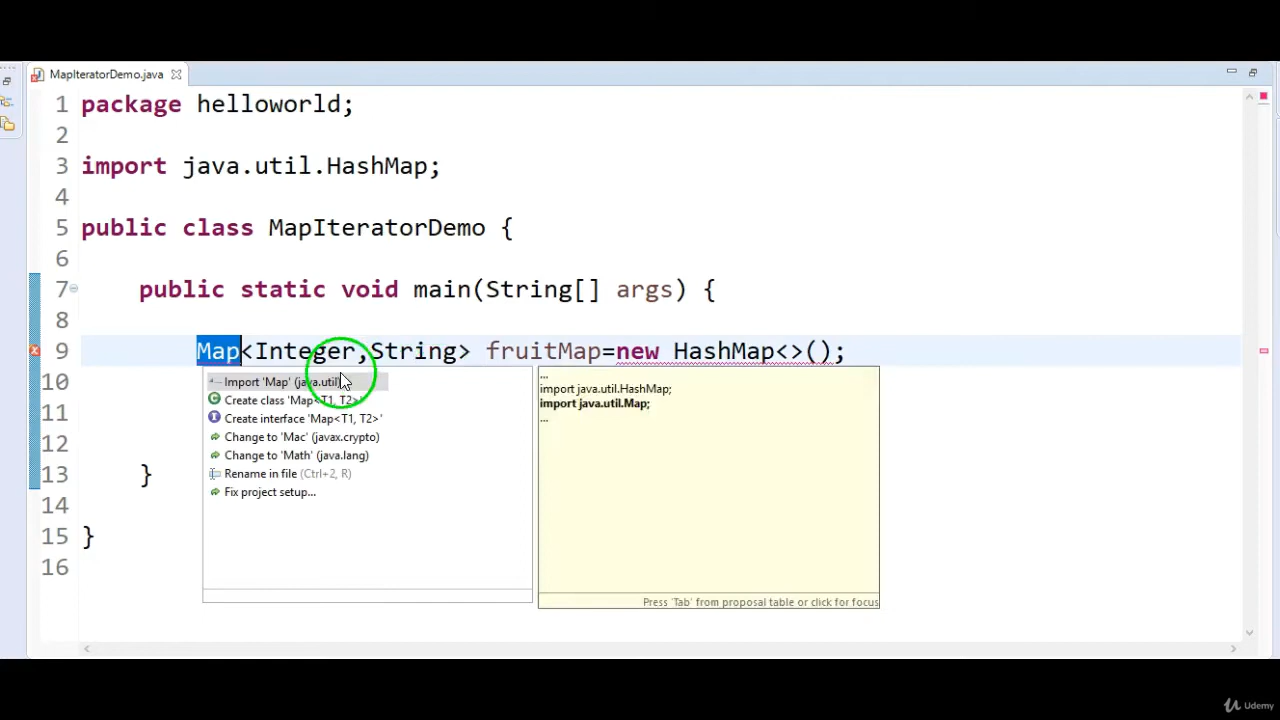 MapIteratorDemo.java
1 package helloworld;
2
3 import java.util.HashMap;
4
5 public class MapIteratorDemo {
6
7 public static void main(String[] args) {
8
9 Map<Integer,String> fruitMap=new HashMap<>();
10
Import 'Map' (java.util)
Create class 'Map<T1, T2>'
Create interface 'Map<T1, T2>'
Change to 'Mac' (javax.crypto)
Change to 'Math' (java.lang)
Rename in file (Ctrl+2, R)
Fix project setup...
...
import java.util.HashMap;
import java.util.Map;
...
Press 'Tab' from proposal table or click for focus
11
12
13 }
14
15 }
16
Udemy